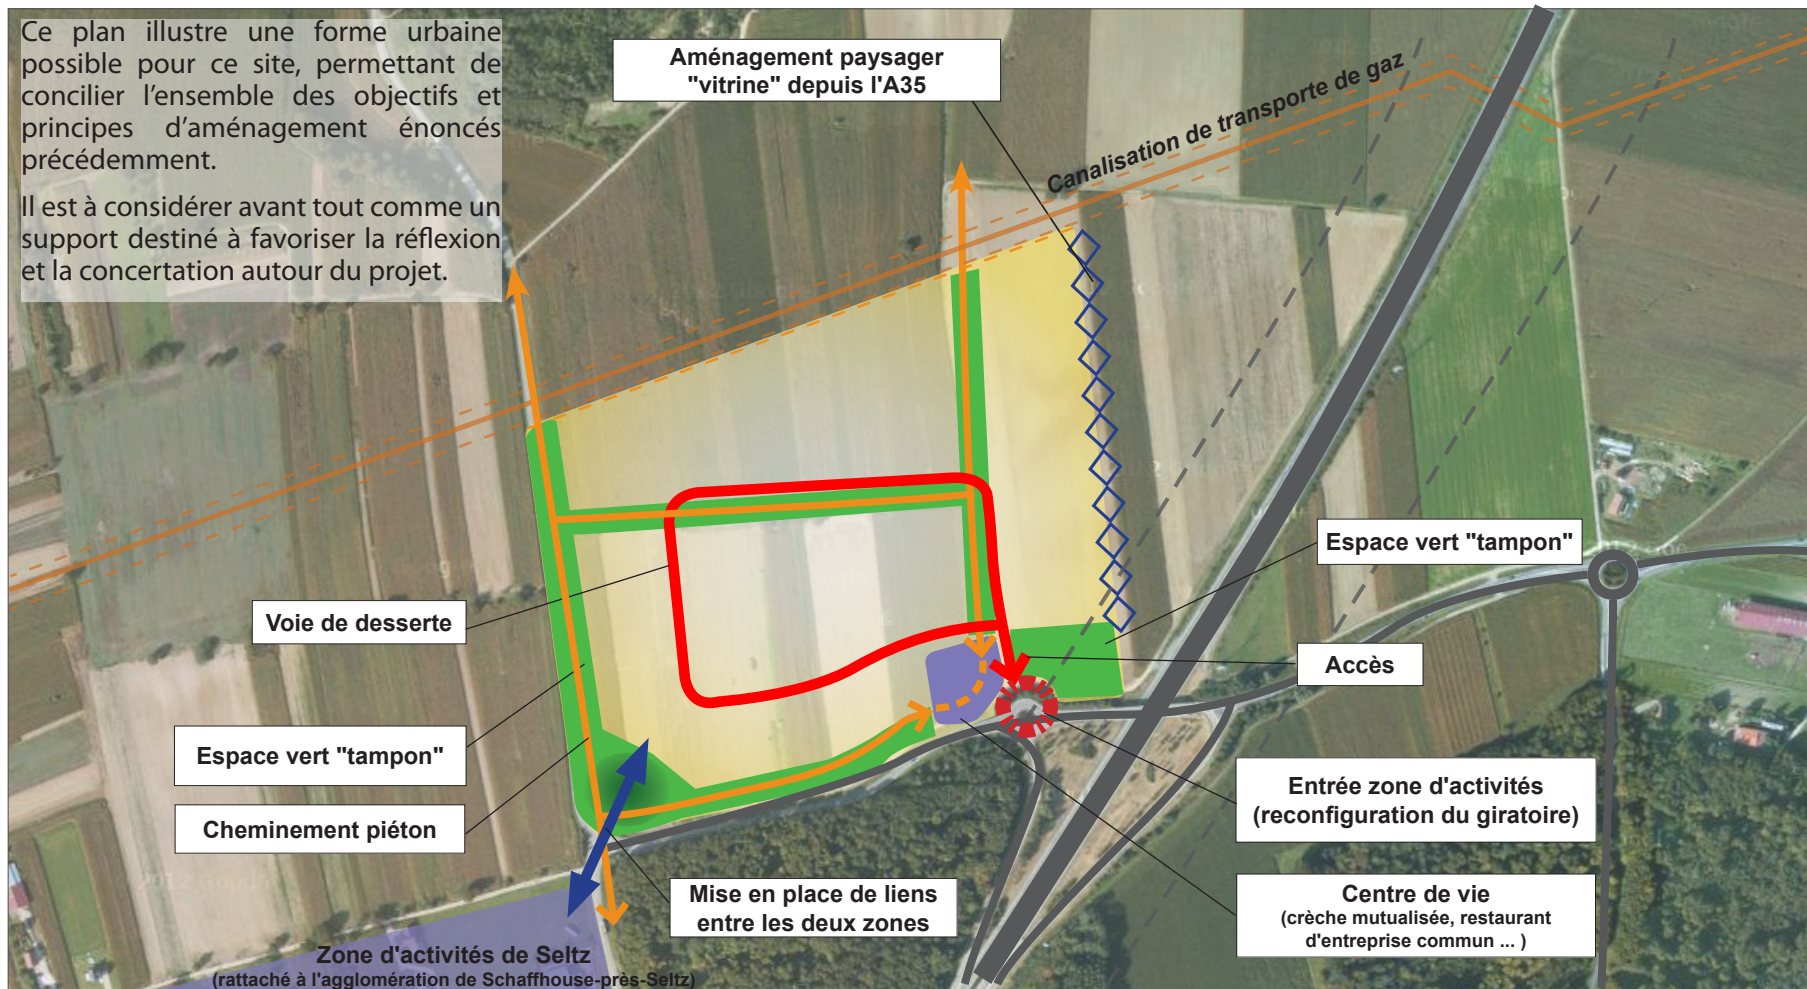 Ce plan illustre une forme urbaine
possible pour ce site, permettant de
concilier l'ensemble des objectifs et
principes d'aménagement énoncés
précédemment.
Il est à considérer avant tout comme un
support destiné à favoriser la réflexion
et la concertation autour du projet.
Aménagement paysager
"vitrine" depuis l'A35
Canalisation de transporte de gaz
Espace vert "tampon"
Voie de desserte
Accès
Espace vert "tampon"
Cheminement piéton
Entrée zone d'activités
(reconfiguration du giratoire)
Mise en place de liens
entre les deux zones
Centre de vie
(crèche mutualisée, restaurant
d'entreprise commun ... )
Zone d'activités de Seltz
(rattaché à l'agglomération de Schaffhouse-près-Seltz)